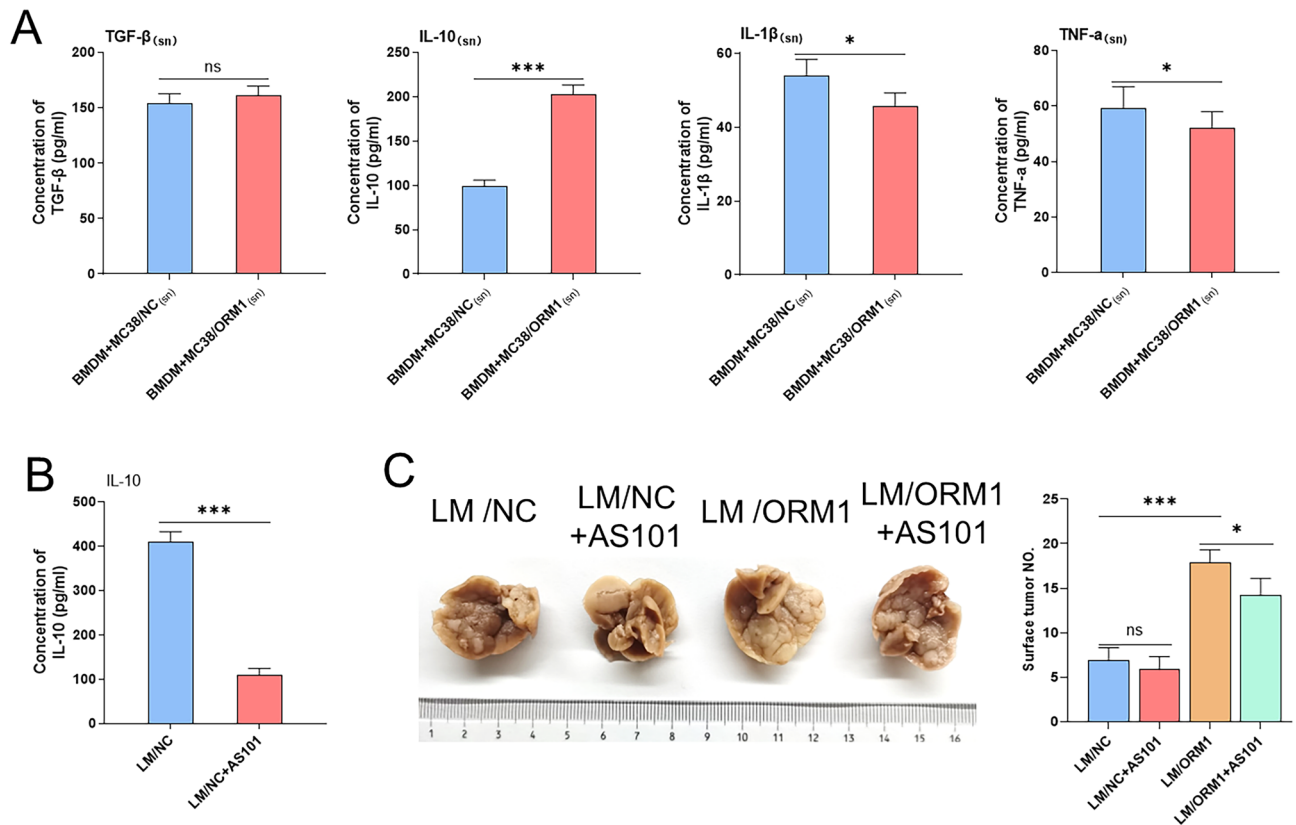 A
TGF-β(sn)
Concentration of
TGF-β (pg/ml)
200
150
100
50
0
ns
BMDM+MC38/NC(sn)
BMDM+MC38/ORM1(sn)
IL-10(sn)
Concentration of
IL-10 (pg/ml)
250
200
150
100
50
0
***
BMDM+MC38/NC(sn)
BMDM+MC38/ORM1(sn)
IL-1β(sn)
Concentration of
IL-1β (pg/ml)
60
40
20
0
*
BMDM+MC38/NC(sn)
BMDM+MC38/ORM1(sn)
TNF-a(sn)
Concentration of
TNF-a (pg/ml)
80
60
40
20
0
*
BMDM+MC38/NC(sn)
BMDM+MC38/ORM1(sn)
B
IL-10
Concentration of
IL-10 (pg/ml)
500
400
300
200
100
0
***
LM/NC
LM/NC+AS101
C
LM /NC
LM/NC
+AS101
LM /ORM1
LM/ORM1
+AS101
1 2 3 4 5 6 7 8 9 10 11 12 13 14 15 16
Surface tumor NO.
25
20
15
10
5
0
***
*
ns
LM/NC
LM/NC+AS101
LM/ORM1
LM/ORM1+AS101